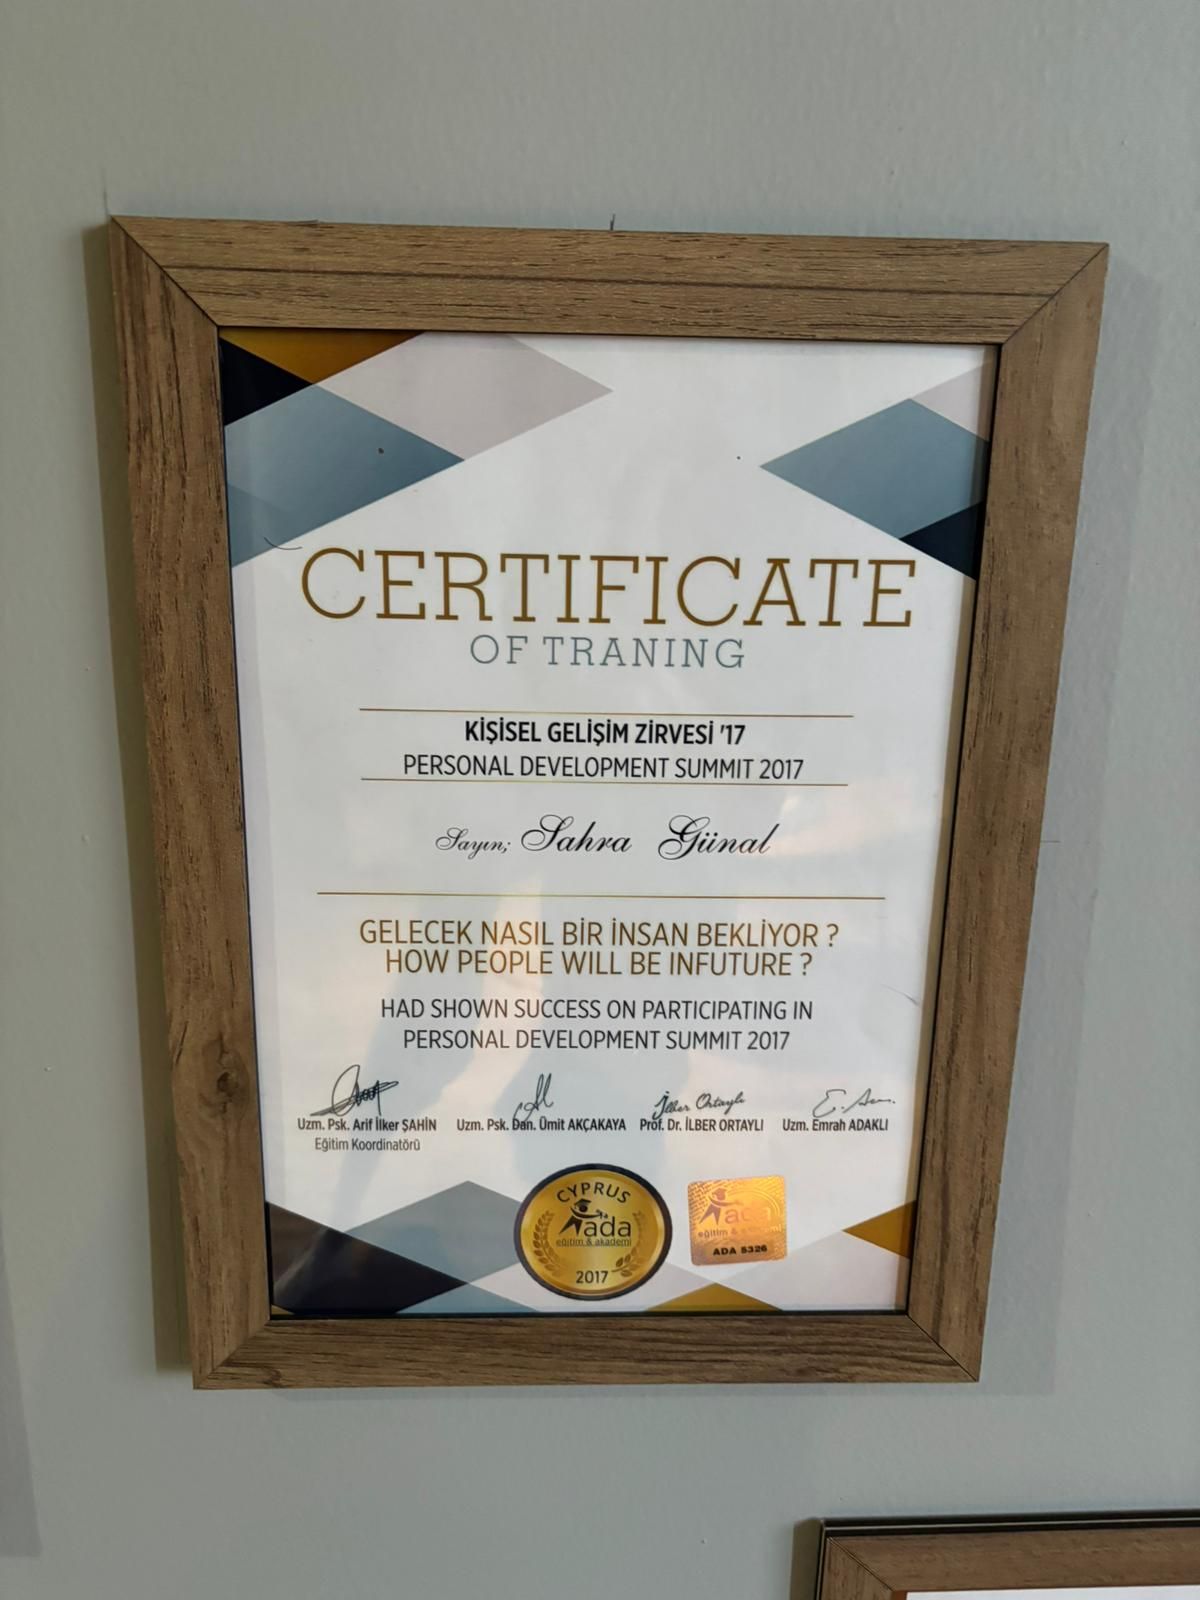 CERTIFICATE
OF TRANING
KİŞİSEL GELİŞİM ZİRVESİ '17
PERSONAL DEVELOPMENT SUMMIT 2017
Sayın; Sahra Günal
GELECEK NASIL BİR İNSAN BEKLİYOR ?
HOW PEOPLE WILL BE INFUTURE ?
HAD SHOWN SUCCESS ON PARTICIPATING IN
PERSONAL DEVELOPMENT SUMMIT 2017
İlber Ortaylı
Uzm. Psk. Arif İlker ŞAHİN
Eğitim Koordinatörü
Uzm. Psk. Dan. Ümit AKÇAKAYA
Prof. Dr. İLBER ORTAYLI
Uzm. Emrah ADAKLI
CYPRUS
ada
eğitim & akademi
2017
ada
eğitim & akademi
ADA 5326